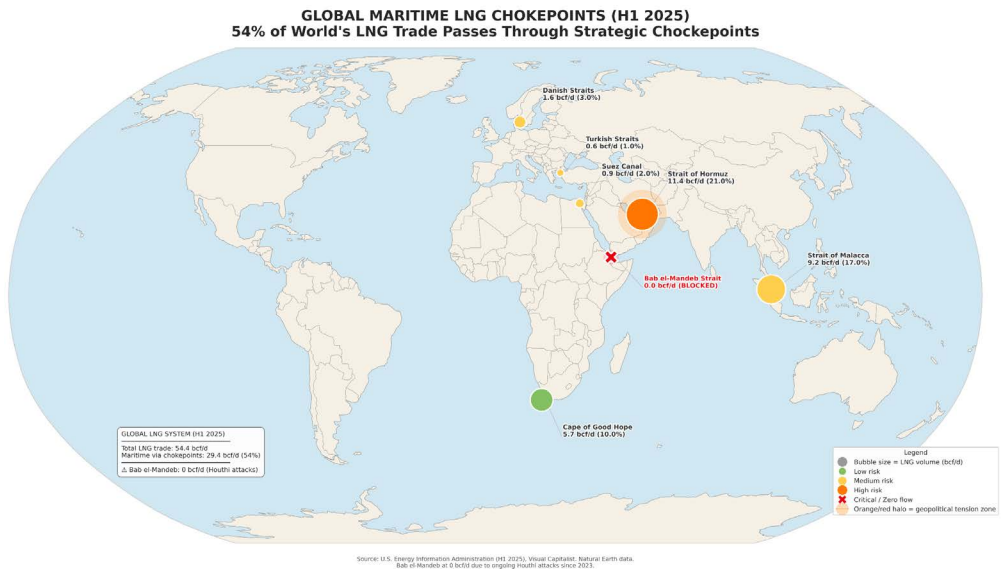 GLOBAL MARITIME LNG CHOKEPOINTS (H1 2025)
54% of World's LNG Trade Passes Through Strategic Chockepoints
Danish Straits
1.6 bcf/d (3.0%)
Turkish Straits
0.6 bcf/d (1.0%)
Suez Canal
0.9 bcf/d (2.0%)
Strait of Hormuz
11.4 bcf/d (21.0%)
Strait of Malacca
9.2 bcf/d (17.0%)
Bab el-Mandeb Strait
0.0 bcf/d (BLOCKED)
Cape of Good Hope
5.7 bcf/d (10.0%)
GLOBAL LNG SYSTEM (H1 2025)
Total LNG trade: 54.4 bcf/d
Maritime via chokepoints: 29.4 bcf/d (54%)
⚠ Bab el-Mandeb: 0 bcf/d (Houthi attacks)
Legend
Bubble size = LNG volume (bcf/d)
Low risk
Medium risk
High risk
Critical / Zero flow
Orange/red halo = geopolitical tension zone
Source: U.S. Energy Information Administration (H1 2025), Visual Capitalist. Natural Earth data.
Bab el-Mandeb at 0 bcf/d due to ongoing Houthi attacks since 2023.